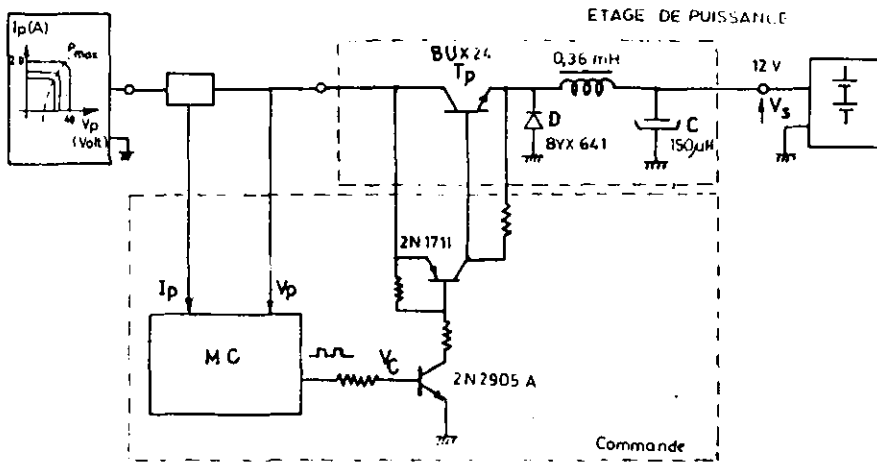 ETAGE DE PUISSANCE
Ip(A)
Pmax
Vp
(Volt)
BUX 24
Tp
0,36 mH
12 V
Vs
D
BYX 641
C
150µH
2N 1711
Ip
Vp
MC
Vc
2N 2905 A
Commande